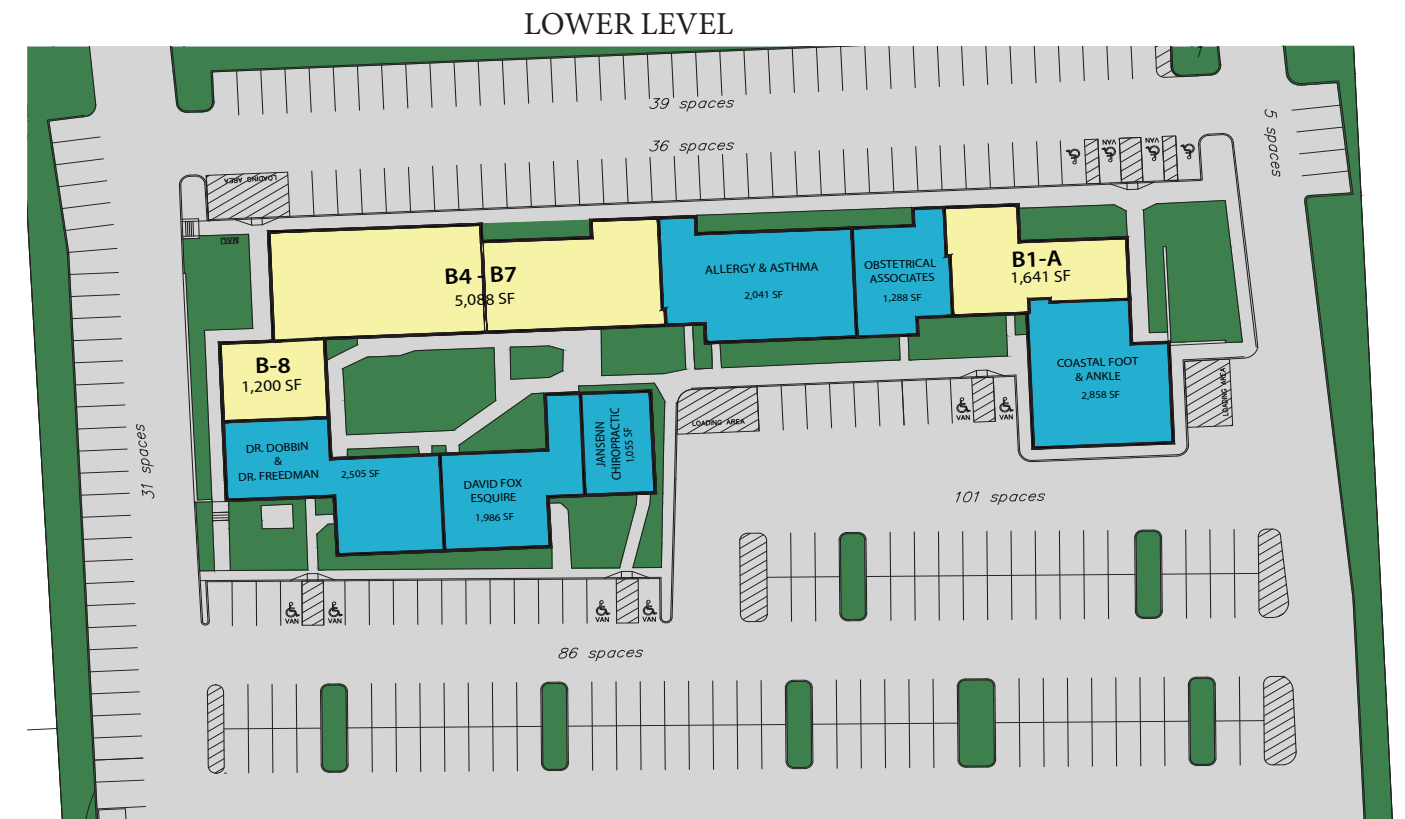 LOWER LEVEL
39 spaces
36 spaces
5 spaces
VAN
VAN
LOADING AREA
B4 - B7
5,088 SF
ALLERGY & ASTHMA
2,041 SF
OBSTETRICAL
ASSOCIATES
1,288 SF
B1-A
1,641 SF
B-8
1,200 SF
COASTAL FOOT
& ANKLE
2,858 SF
LOADING AREA
LOADING AREA
VAN
VAN
JANSENN
CHIROPRACTIC
1,055 SF
DR. DOBBIN
&
DR. FREEDMAN
2,505 SF
DAVID FOX
ESQUIRE
1,986 SF
31 spaces
101 spaces
VAN
VAN
VAN
VAN
86 spaces